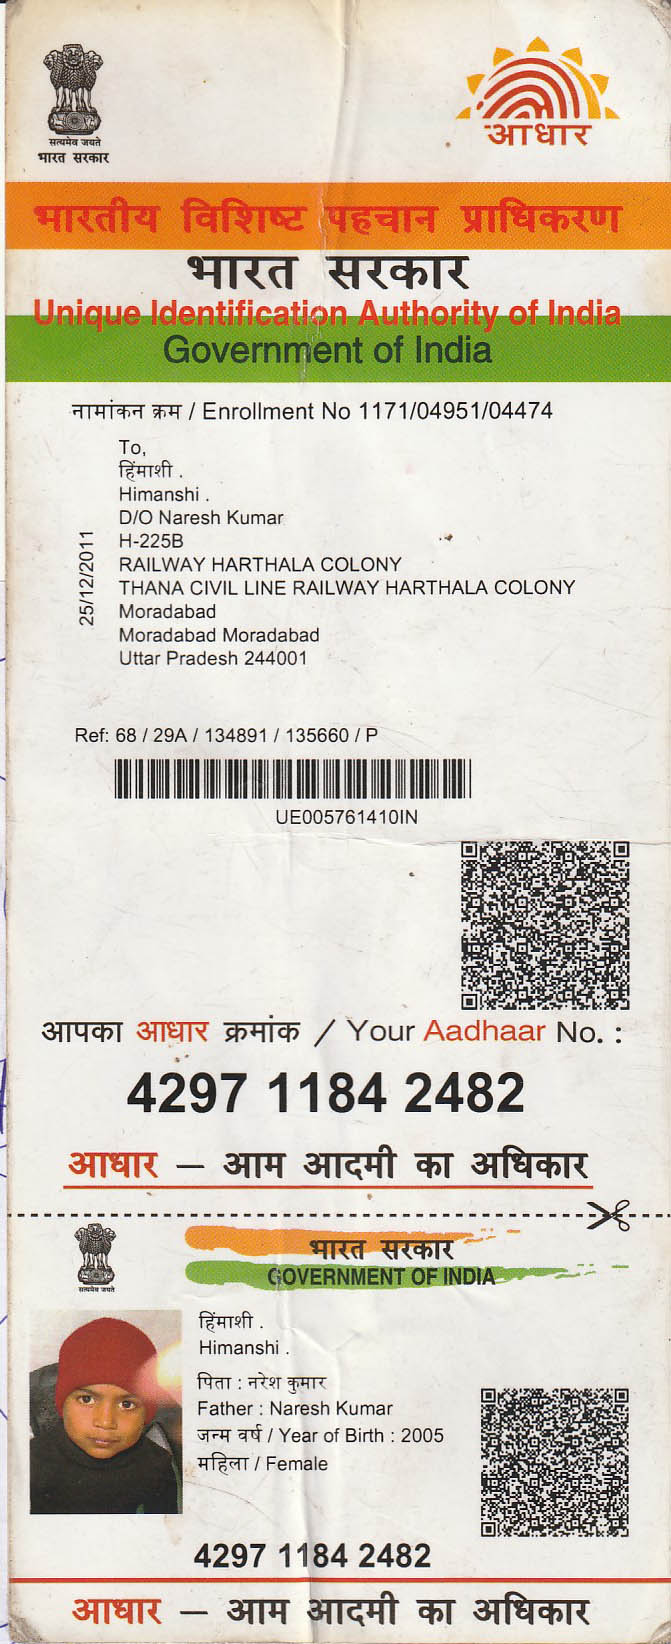 सत्यमेव जयते
भारत सरकार
आधार
भारतीय विशिष्ट पहचान प्राधिकरण
भारत सरकार
Unique Identification Authority of India
Government of India
नामांकन क्रम / Enrollment No 1171/04951/04474
To,
हिंमाशी .
Himanshi .
D/O Naresh Kumar
H-225B
RAILWAY HARTHALA COLONY
THANA CIVIL LINE RAILWAY HARTHALA COLONY
Moradabad
Moradabad Moradabad
Uttar Pradesh 244001
25/12/2011
Ref: 68 / 29A / 134891 / 135660 / P
UE005761410IN
आपका आधार क्रमांक / Your Aadhaar No. :
4297 1184 2482
आधार — आम आदमी का अधिकार
सत्यमेव जयते
भारत सरकार
GOVERNMENT OF INDIA
हिंमाशी .
Himanshi .
पिता : नरेश कुमार
Father : Naresh Kumar
जन्म वर्ष / Year of Birth : 2005
महिला / Female
4297 1184 2482
आधार — आम आदमी का अधिकार